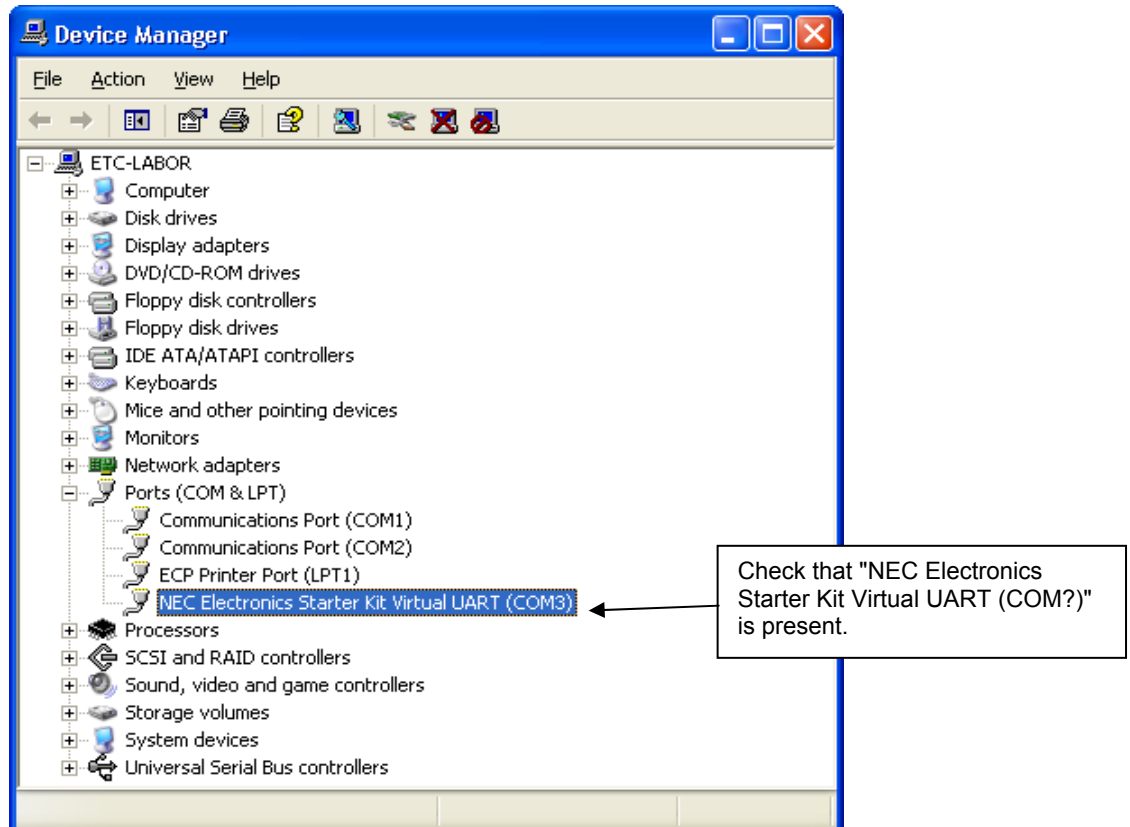 Device Manager
File Action View Help
ETC-LABOR
Computer
Disk drives
Display adapters
DVD/CD-ROM drives
Floppy disk controllers
Floppy disk drives
IDE ATA/ATAPI controllers
Keyboards
Mice and other pointing devices
Monitors
Network adapters
Ports (COM & LPT)
Communications Port (COM1)
Communications Port (COM2)
ECP Printer Port (LPT1)
NEC Electronics Starter Kit Virtual UART (COM3)
Processors
SCSI and RAID controllers
Sound, video and game controllers
Storage volumes
System devices
Universal Serial Bus controllers
Check that "NEC Electronics
Starter Kit Virtual UART (COM?)"
is present.